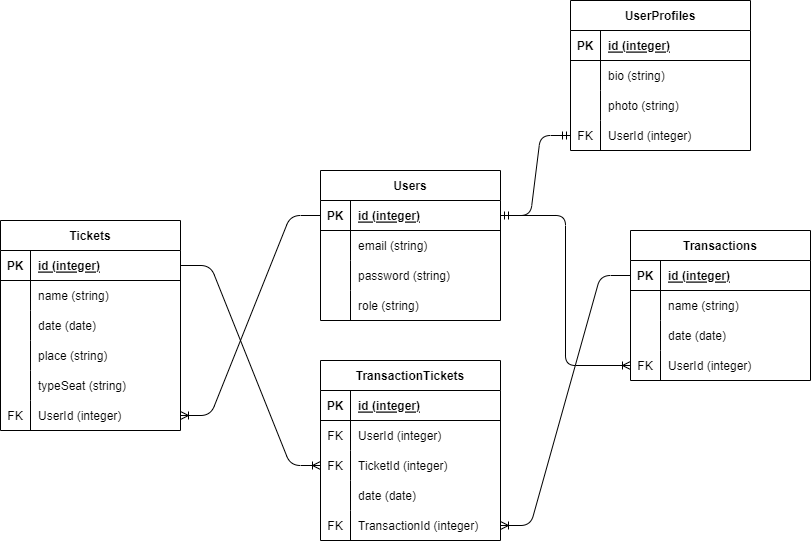 UserProfiles
PK id (integer)
bio (string)
photo (string)
FK UserId (integer)
Users
PK id (integer)
email (string)
password (string)
role (string)
Tickets
PK id (integer)
name (string)
date (date)
place (string)
typeSeat (string)
FK UserId (integer)
Transactions
PK id (integer)
name (string)
date (date)
FK UserId (integer)
TransactionTickets
PK id (integer)
FK UserId (integer)
FK TicketId (integer)
date (date)
FK TransactionId (integer)